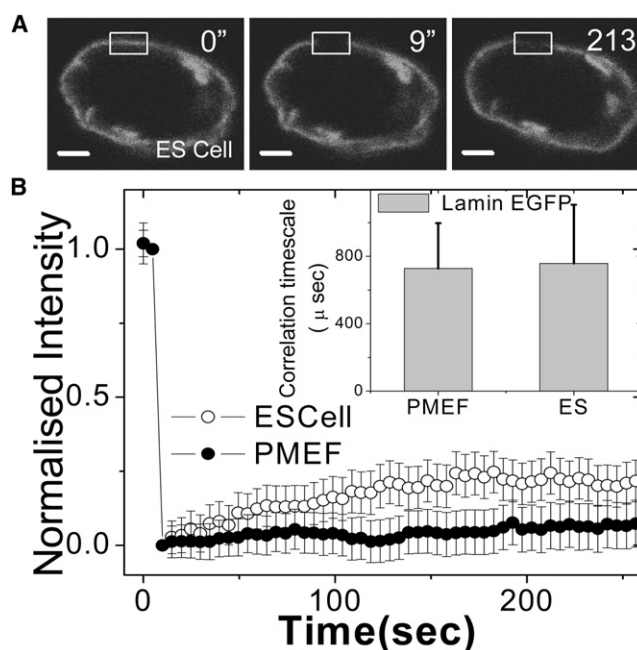 A
0”
9”
213
ES Cell
B
Normalised Intensity
1.0
0.5
0.0
ESCell
PMEF
Lamin EGFP
Correlation timescale
( μ sec)
800
400
0
PMEF
ES
0
100
200
Time(sec)